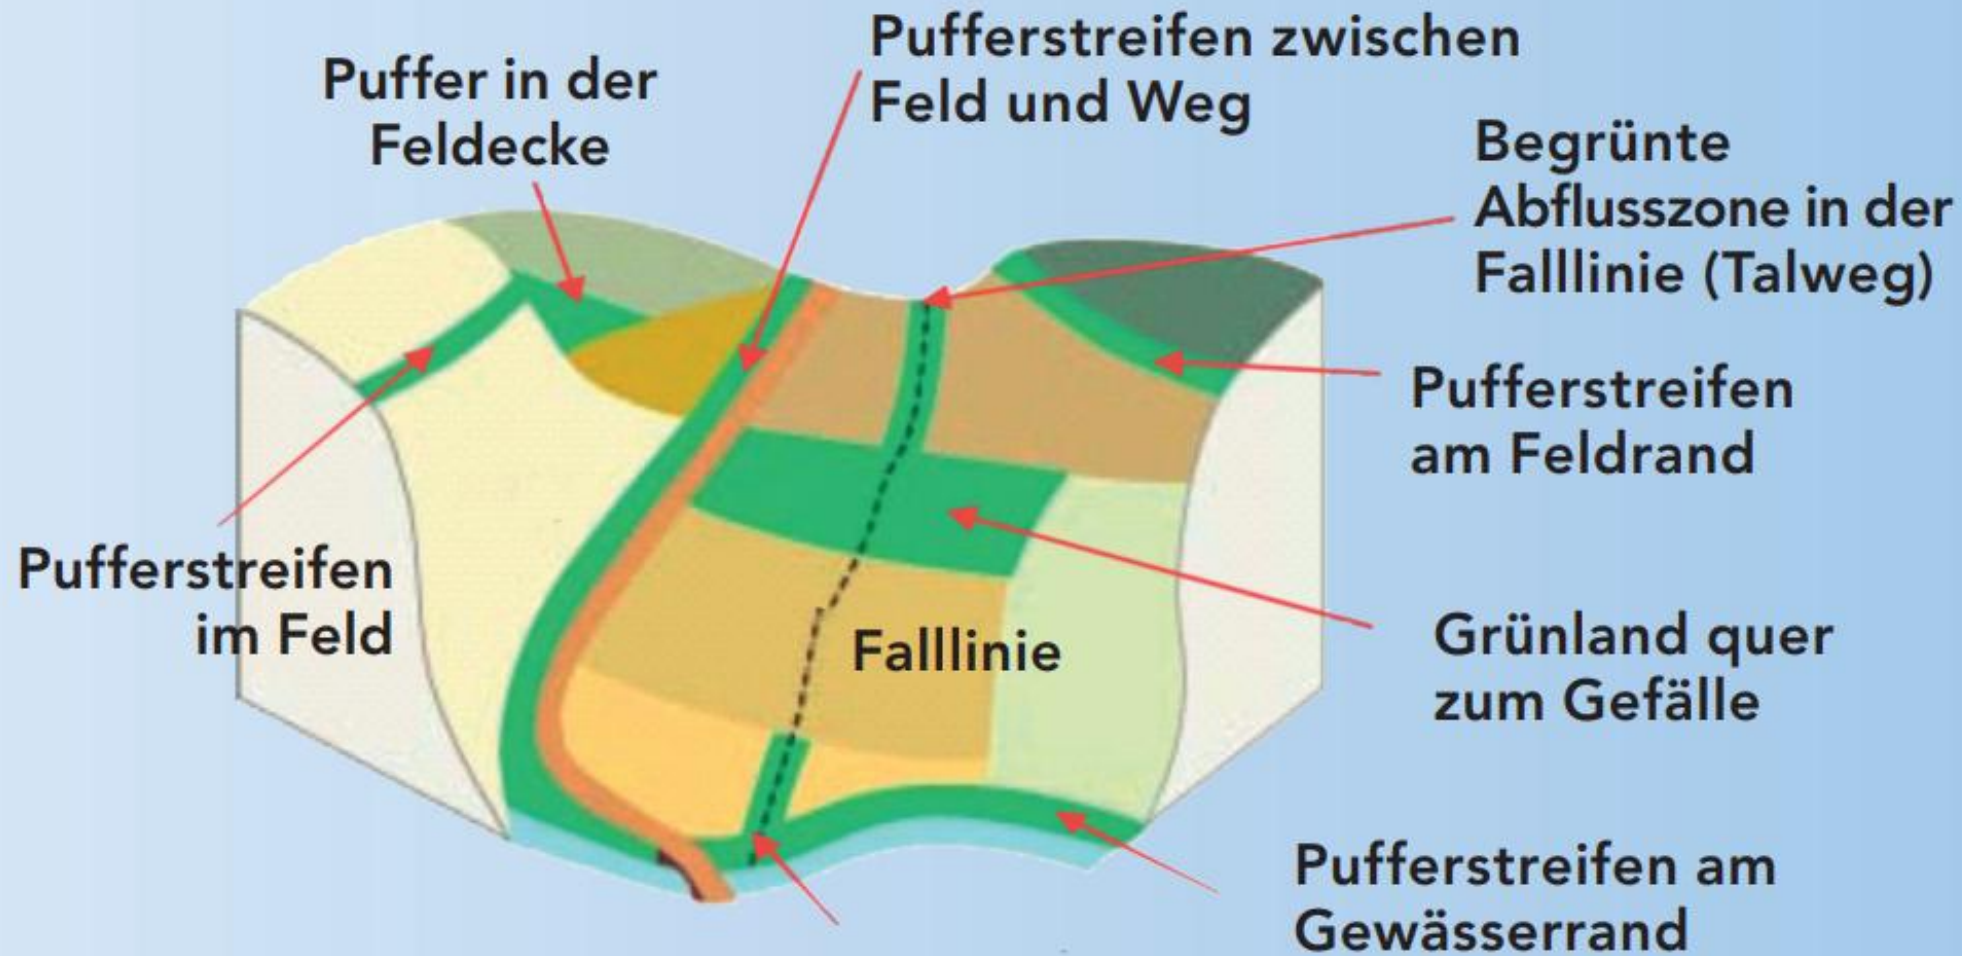 Pufferstreifen zwischen
Feld und Weg
Puffer in der
Feldecke
Begrünte
Abflusszone in der
Falllinie (Talweg)
Pufferstreifen
am Feldrand
Pufferstreifen
im Feld
Falllinie
Grünland quer
zum Gefälle
Pufferstreifen am
Gewässerrand